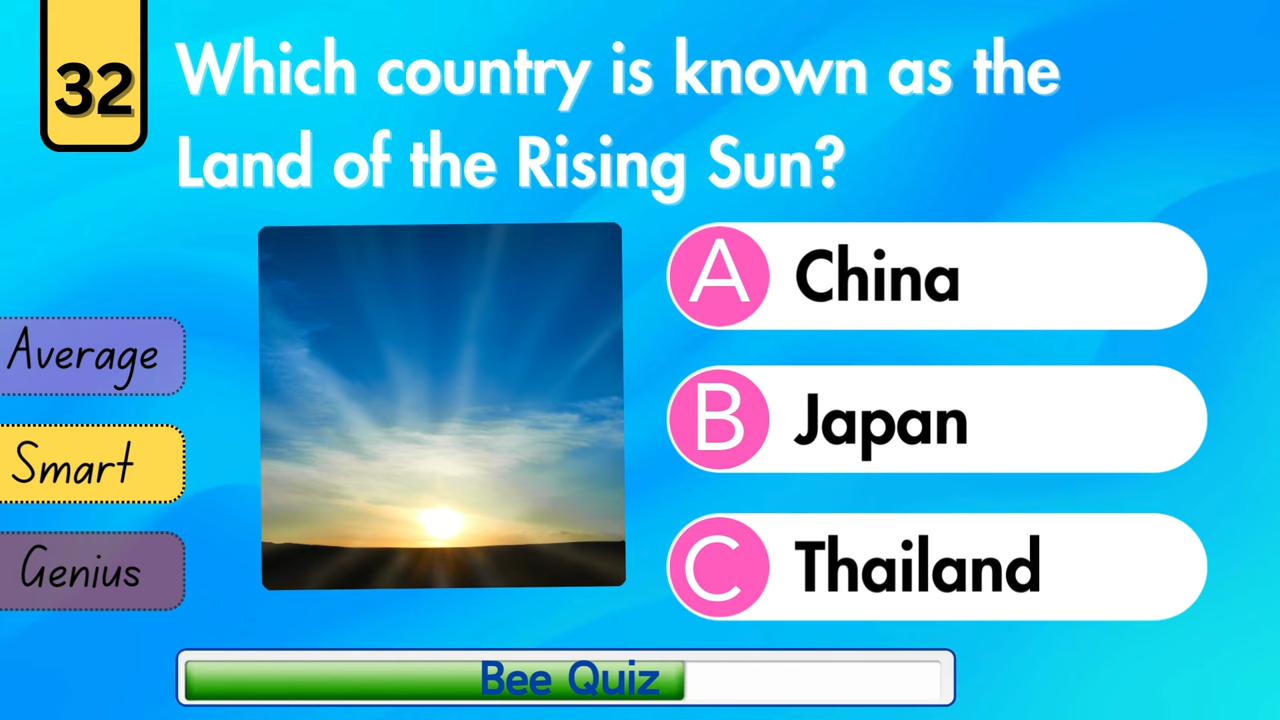 32
Which country is known as the
Land of the Rising Sun?
A China
B Japan
C Thailand
Average
Smart
Genius
Bee Quiz